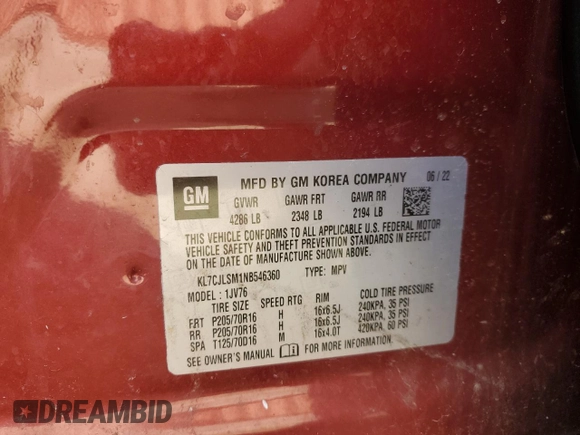 GM
MFD BY GM KOREA COMPANY 06 / 22
GVWR GAWR FRT GAWR RR
4286 LB 2348 LB 2194 LB
THIS VEHICLE CONFORMS TO ALL APPLICABLE U.S. FEDERAL MOTOR
VEHICLE SAFETY AND THEFT PREVENTION STANDARDS IN EFFECT
ON THE DATE OF MANUFACTURE SHOWN ABOVE.
KL7CJLSM1NB546360 TYPE: MPV
MODEL: 1JV76
TIRE SIZE SPEED RTG RIM COLD TIRE PRESSURE
FRT P205/70R16 H 16x6.5J 240KPA, 35 PSI
RR P205/70R16 H 16x6.5J 240KPA, 35 PSI
SPA T125/70D16 M 16x4.0T 420KPA, 60 PSI
SEE OWNER'S MANUAL FOR MORE INFORMATION.
DREAMBID